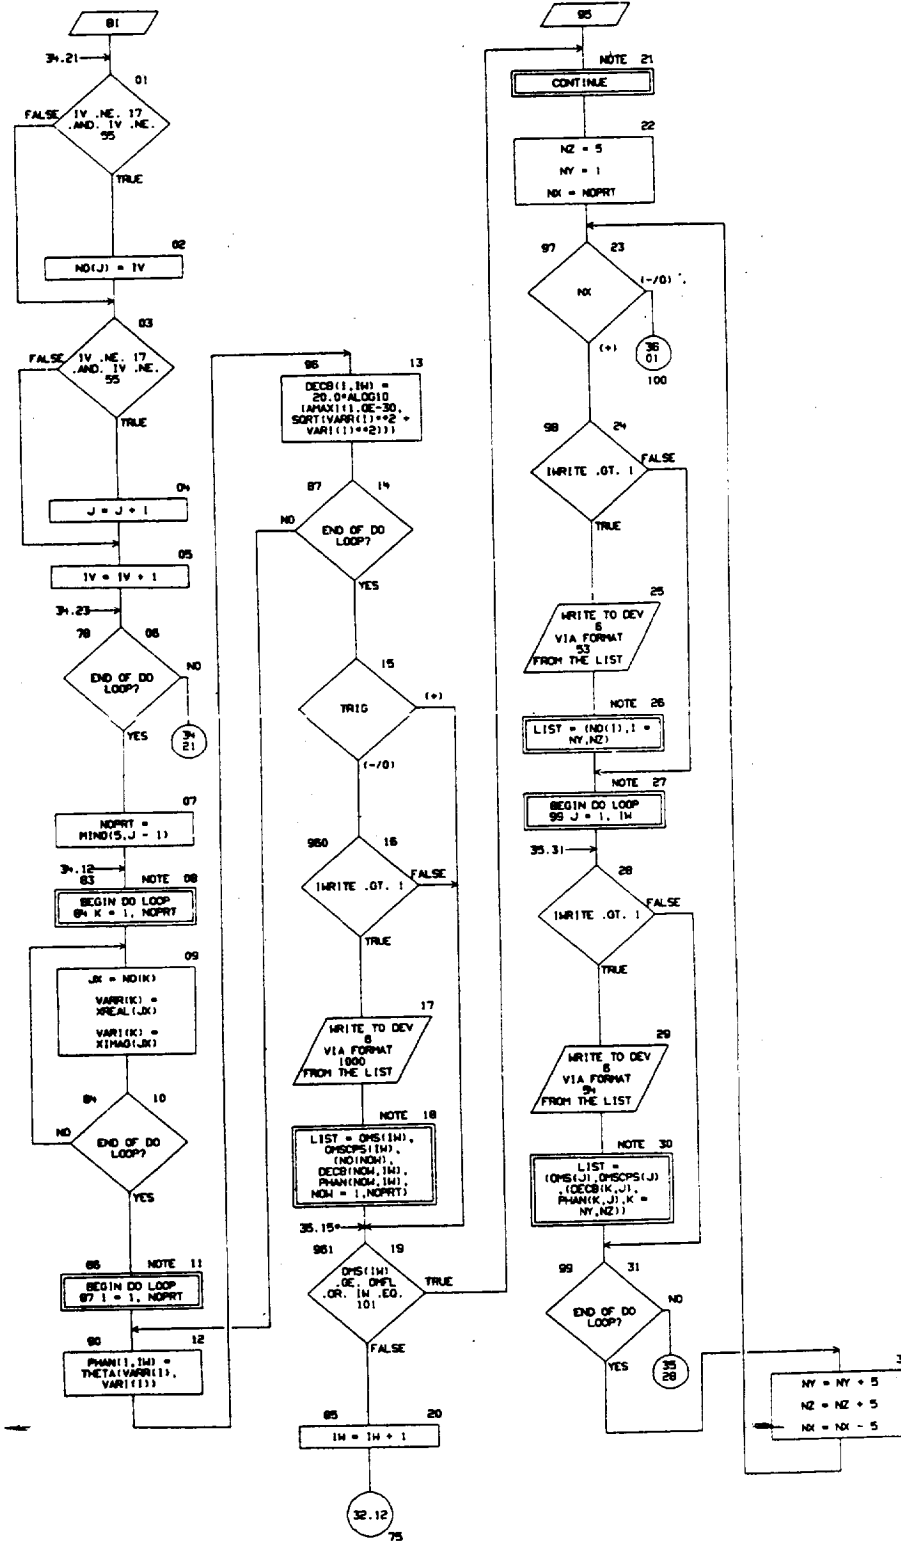 81
34.21
01
IV .NE. 17
.AND. IV .NE.
55
FALSE
TRUE
02
NO(J) = IV
03
IV .NE. 17
.AND. IV .NE.
55
FALSE
TRUE
04
J = J + 1
05
IV = IV + 1
34.23
78
06
END OF DO
LOOP?
NO
34
21
YES
07
NOPRT =
MIN0(5,J - 1)
34.12
83
NOTE 08
BEGIN DO LOOP
84 K = 1, NOPRT
09
JX = NO(K)
VARR(K) =
XREAL(JX)
VARI(K) =
XIMAG(JX)
84
10
NO
END OF DO
LOOP?
YES
86
NOTE 11
BEGIN DO LOOP
87 I = 1, NOPRT
90
12
PHAN(I,IW) =
THETA(VARR(I),
VARI(I))
96
13
DECB(I,IW) =
20.0*ALOG10
(AMAX1(1.0E-30,
SQRT(VARR(I)**2 +
VARI(I)**2)))
87
14
NO
END OF DO
LOOP?
YES
15
TRIG
(+)
(-/0)
960
16
IWRITE .GT. 1
FALSE
TRUE
17
WRITE TO DEV
6
VIA FORMAT
1000
FROM THE LIST
NOTE 18
LIST = OMS(IW),
OMSCPS(IW),
(NO(NOW),
DECB(NOW,IW),
PHAN(NOW,IW),
NOW = 1,NOPRT)
35.15*
961
19
OMS(IW)
.GE. OMFL
.OR. IW .EQ.
101
TRUE
FALSE
85
20
IW = IW + 1
32.12
75
95
NOTE 21
CONTINUE
22
NZ = 5
NY = 1
NX = NOPRT
97
23
NX
(-/0)
36
01
100
(+)
98
24
IWRITE .GT. 1
FALSE
TRUE
25
WRITE TO DEV
6
VIA FORMAT
53
FROM THE LIST
NOTE 26
LIST = (NO(I),I =
NY,NZ)
NOTE 27
BEGIN DO LOOP
99 J = 1, IW
35.31
28
IWRITE .GT. 1
FALSE
TRUE
29
WRITE TO DEV
6
VIA FORMAT
54
FROM THE LIST
NOTE 30
LIST =
(OMS(J),OMSCPS(J)
,(DECB(K,J),
PHAN(K,J),K =
NY,NZ))
99
31
END OF DO
LOOP?
NO
35
28
YES
NY = NY + 5
NZ = NZ + 5
NX = NX - 5